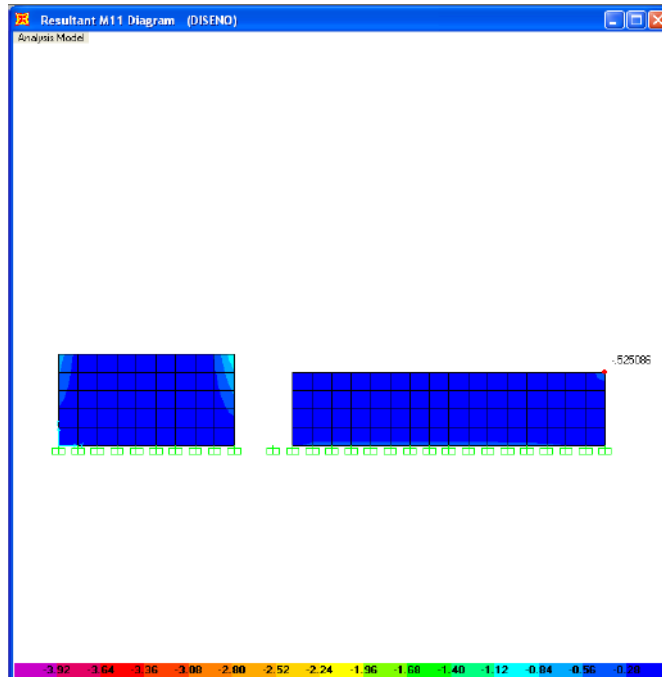 Resultant M11 Diagram (DISENO)
Analysis Model
-.525086
-3.92 -3.64 -3.36 -3.08 -2.80 -2.52 -2.24 -1.96 -1.68 -1.40 -1.12 -0.84 -0.56 -0.28